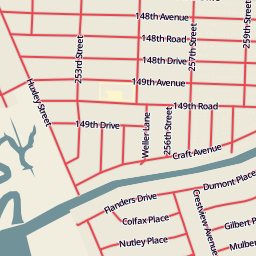 148th Avenue
259th Street
148th Road
257th Street
253rd Street
148th Drive
149th Avenue
Huxley Street
149th Road
149th Drive
Weller Lane
256th Street
Craft Avenue
Dumont Place
Flanders Drive
Crestview Avenue
Colfax Place
Gilbert P
Nutley Place
Mulber